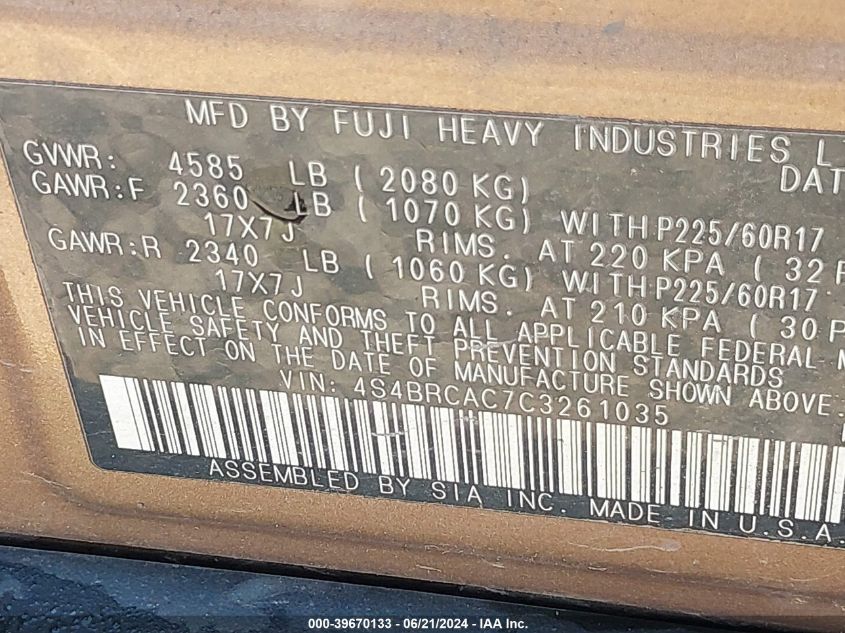 MFD BY FUJI HEAVY INDUSTRIES L
GVWR: 4585 LB (2080 KG) DAT
GAWR:F 2360 LB (1070 KG) WITH P225/60R17
17X7J RIMS. AT 220 KPA (32 P
GAWR:R 2340 LB (1060 KG) WITH P225/60R17
17X7J RIMS. AT 210 KPA (30 P
THIS VEHICLE CONFORMS TO ALL APPLICABLE FEDERAL M
VEHICLE SAFETY AND THEFT PREVENTION STANDARDS
IN EFFECT ON THE DATE OF MANUFACTURE SHOWN ABOVE.
VIN: 4S4BRCAC7C3261035
ASSEMBLED BY SIA INC. MADE IN U.S.A.
000-39670133 - 06/21/2024 - IAA Inc.